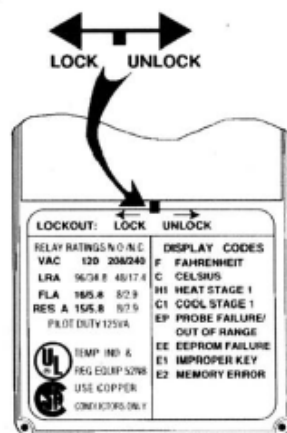 LOCK UNLOCK
LOCKOUT: LOCK UNLOCK
RELAY RATINGS N.O./N.C.
VAC 120 208/240
LRA 96/34.8 48/17.4
FLA 16/5.8 8/2.9
RES A 15/5.8 8/2.9
PILOT DUTY 125VA
UL
TEMP IND &
REG EQUIP 52N8
SA
USE COPPER
CONDUCTORS ONLY
DISPLAY CODES
F FAHRENHEIT
C CELSIUS
H1 HEAT STAGE 1
C1 COOL STAGE 1
EP PROBE FAILURE/
OUT OF RANGE
EE EEPROM FAILURE
E1 IMPROPER KEY
E2 MEMORY ERROR